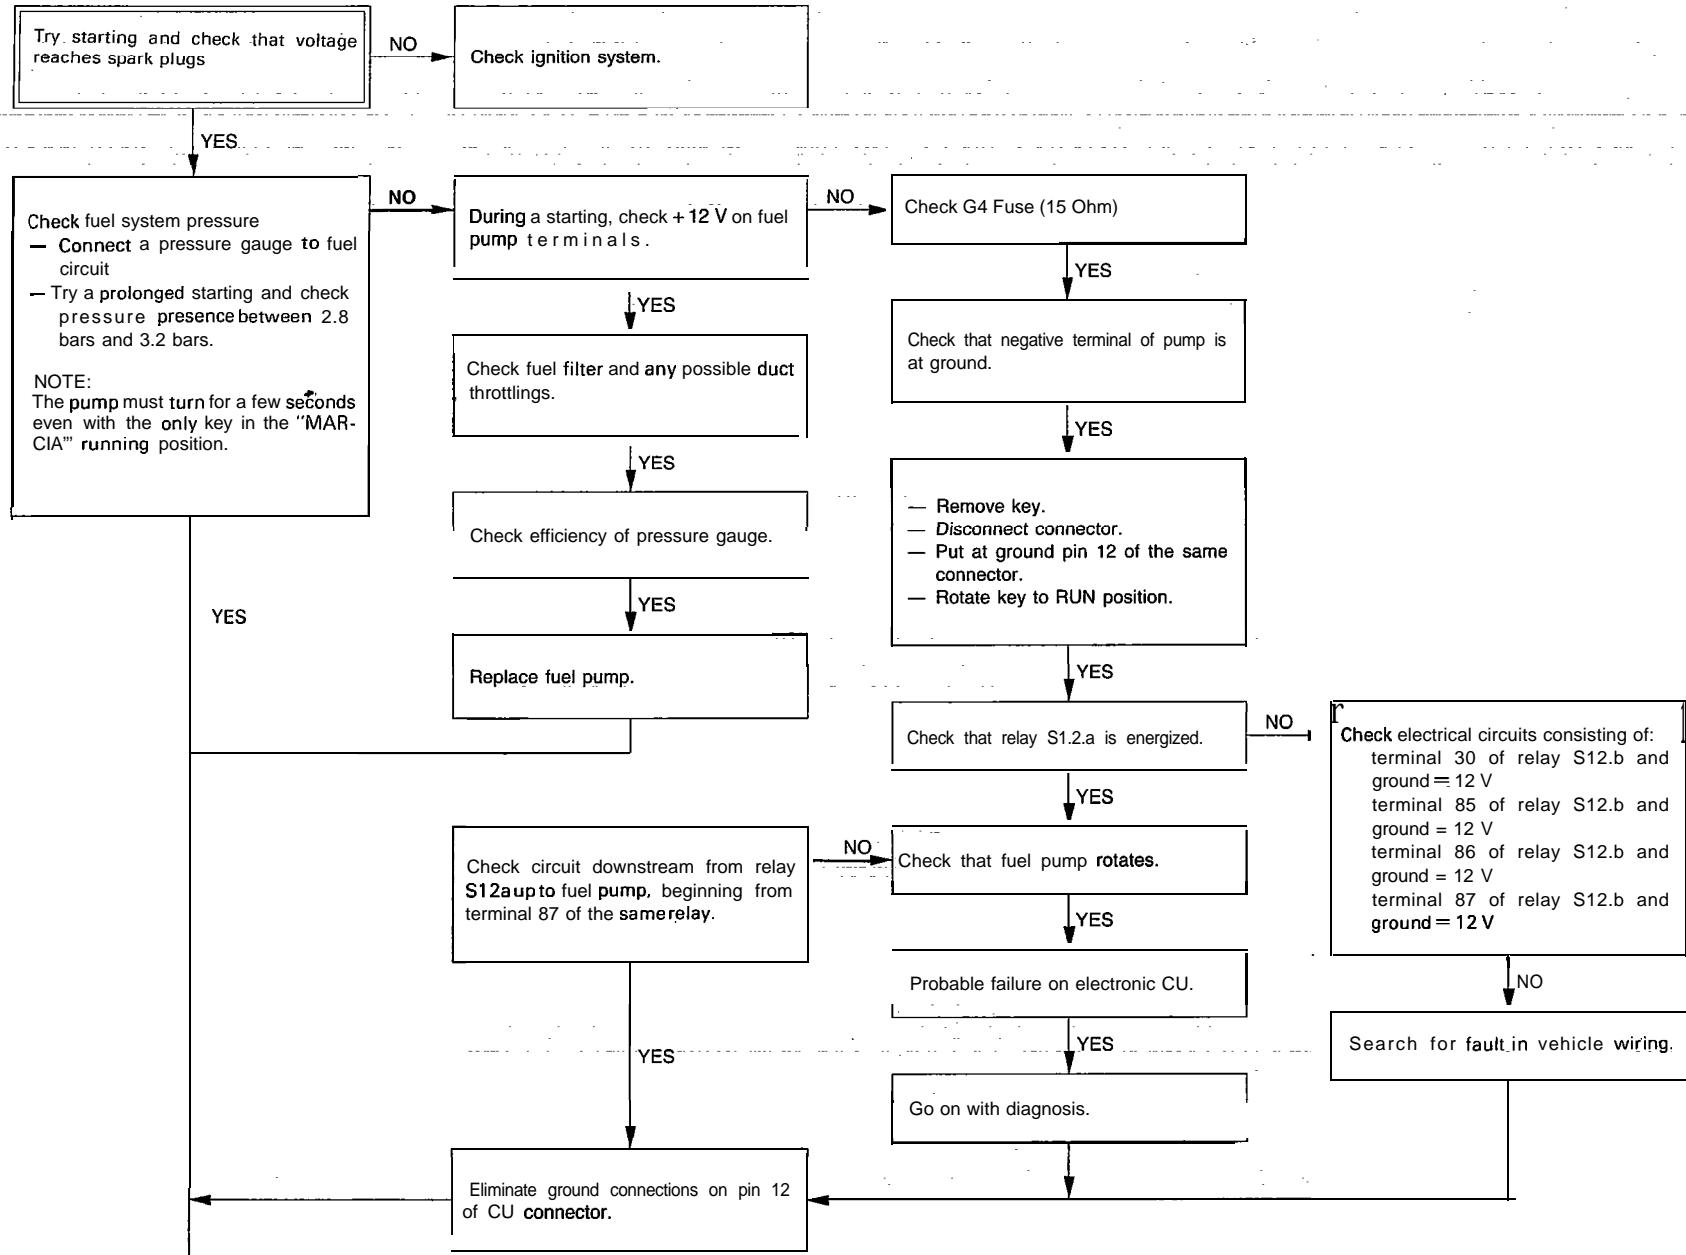 Try starting and check that voltage
reaches spark plugs
NO
Check ignition system.
YES
Check fuel system pressure
— Connect a pressure gauge to fuel
circuit
— Try a prolonged starting and check
pressure presence between 2.8
bars and 3.2 bars.
NOTE:
The pump must turn for a few seconds
even with the only key in the "MAR-
CIA'" running position.
NO
During a starting, check + 12 V on fuel
pump terminals.
NO
Check G4 Fuse (15 Ohm)
YES
YES
Check fuel filter and any possible duct
throttlings.
Check that negative terminal of pump is
at ground.
YES
YES
Check efficiency of pressure gauge.
— Remove key.
— Disconnect connector.
— Put at ground pin 12 of the same
connector.
— Rotate key to RUN position.
YES
YES
Replace fuel pump.
YES
Check that relay S1.2.a is energized.
NO
Check electrical circuits consisting of:
terminal 30 of relay S12.b and
ground = 12 V
terminal 85 of relay S12.b and
ground = 12 V
terminal 86 of relay S12.b and
ground = 12 V
terminal 87 of relay S12.b and
ground = 12 V
YES
Check circuit downstream from relay
S12a up to fuel pump, beginning from
terminal 87 of the same relay.
NO
Check that fuel pump rotates.
YES
Probable failure on electronic CU.
NO
YES
YES
Search for fault in vehicle wiring.
Go on with diagnosis.
Eliminate ground connections on pin 12
of CU connector.